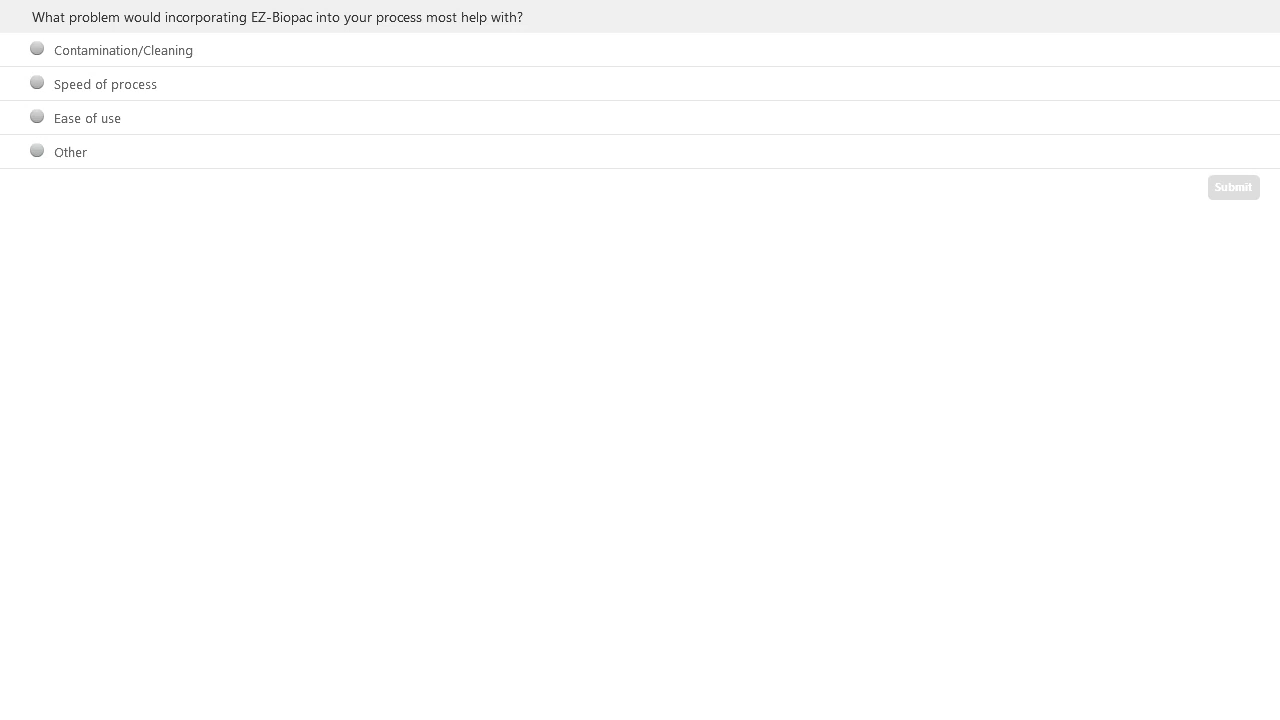 What problem would incorporating EZ-Biopac into your process most help with?
Contamination/Cleaning
Speed of process
Ease of use
Other
Submit